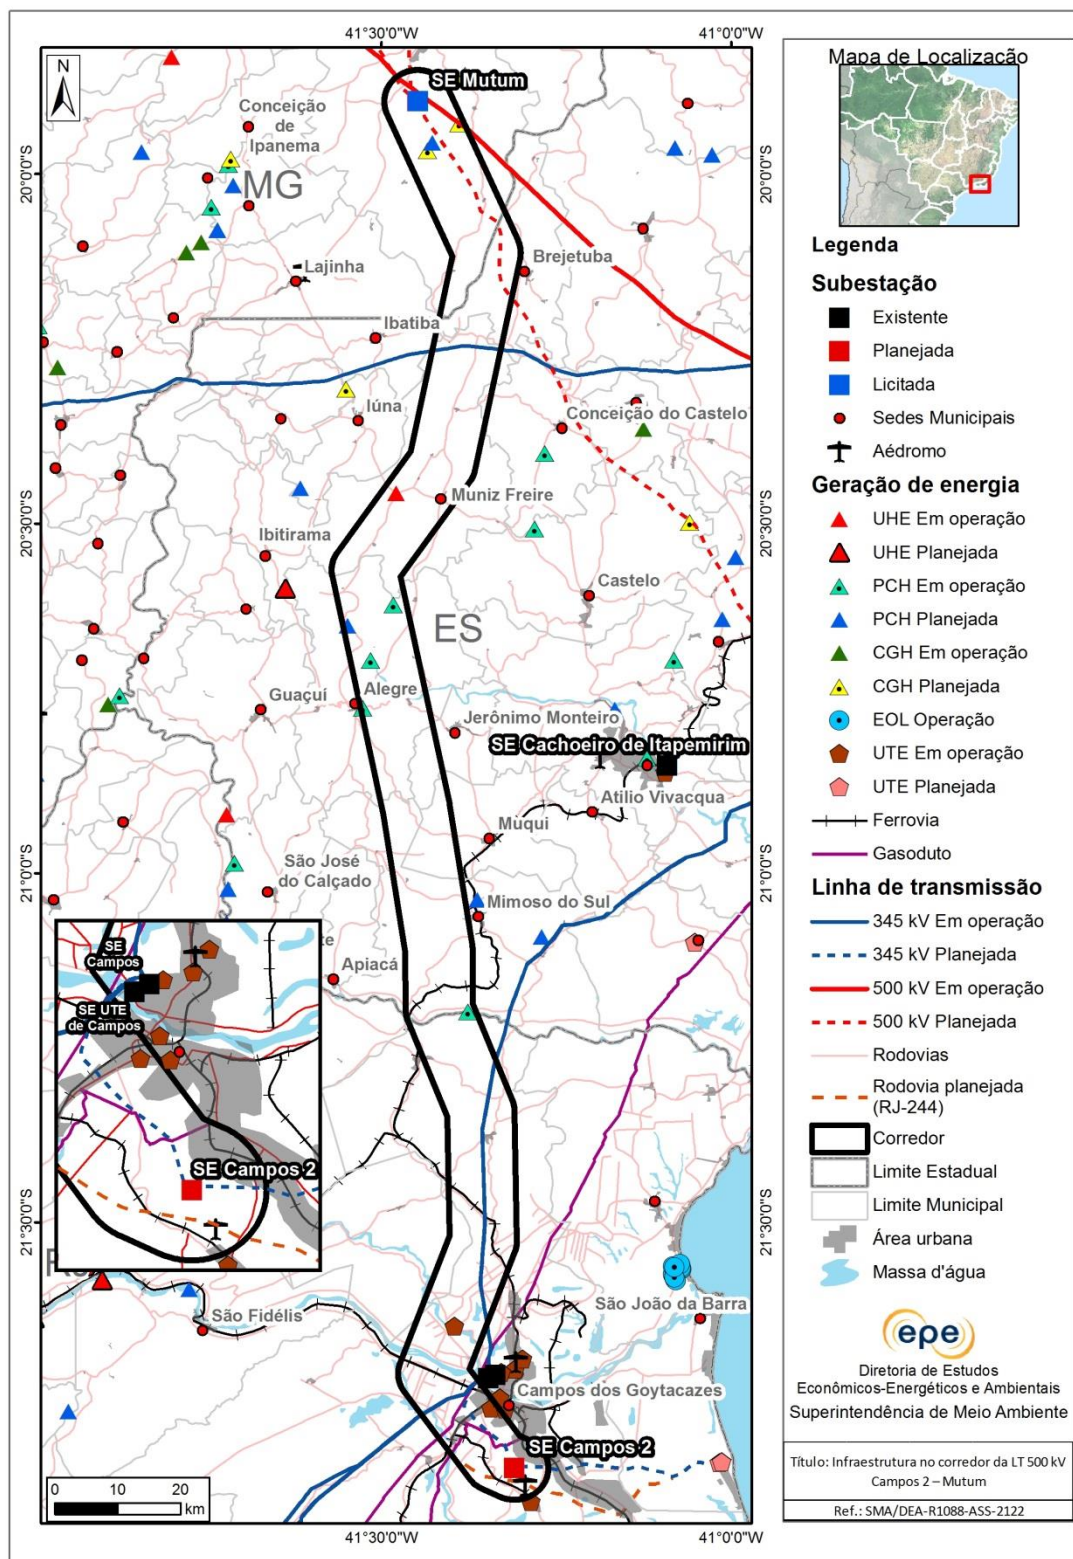 41°30'0"W
41°0'0"W
N
SE Mutum
Conceição
de
Ipanema
MG
20°0'0"S
20°0'0"S
Lajinha
Brejetuba
Ibatiba
Iúna
Conceição do Castelo
Muniz Freire
20°30'0"S
20°30'0"S
Ibitirama
Castelo
ES
Guaçuí
Alegre
Jerônimo Monteiro
SE Cachoeiro de Itapemirim
Atilio Vivacqua
Muqui
21°0'0"S
21°0'0"S
São José
do Calçado
Mimoso do Sul
Apiacá
SE
Campos
SE UTE
de Campos
SE Campos 2
21°30'0"S
21°30'0"S
São Fidélis
São João da Barra
Campos dos Goytacazes
SE Campos 2
0 10 20
km
41°30'0"W
41°0'0"W
Mapa de Localização
Legenda
Subestação
Existente
Planejada
Licitada
Sedes Municipais
Aédromo
Geração de energia
UHE Em operação
UHE Planejada
PCH Em operação
PCH Planejada
CGH Em operação
CGH Planejada
EOL Operação
UTE Em operação
UTE Planejada
Ferrovia
Gasoduto
Linha de transmissão
345 kV Em operação
345 kV Planejada
500 kV Em operação
500 kV Planejada
Rodovias
Rodovia planejada
(RJ-244)
Corredor
Limite Estadual
Limite Municipal
Área urbana
Massa d'água
epe
Diretoria de Estudos
Econômicos-Energéticos e Ambientais
Superintendência de Meio Ambiente
Título: Infraestrutura no corredor da LT 500 kV
Campos 2 – Mutum
Ref.: SMA/DEA-R1088-ASS-2122